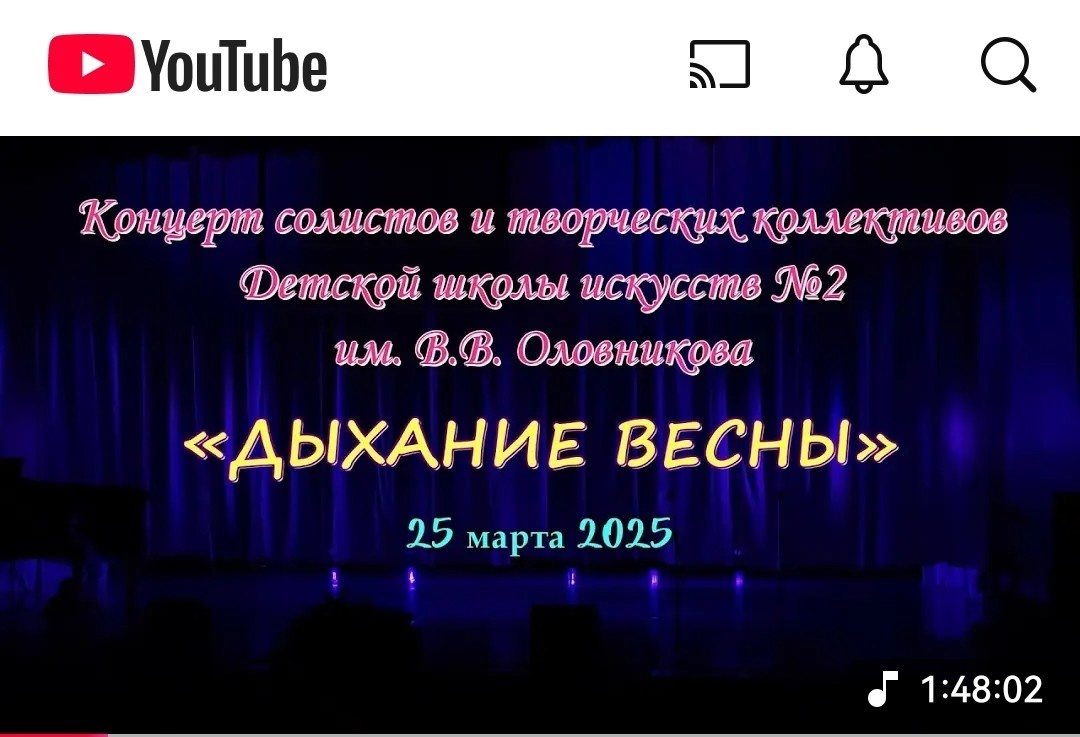 YouTube
Концерт солистов и творческих коллективов
Детской школы искусств №2
им. В.В. Оловникова
«ДЫХАНИЕ ВЕСНЫ»
25 марта 2025
1:48:02